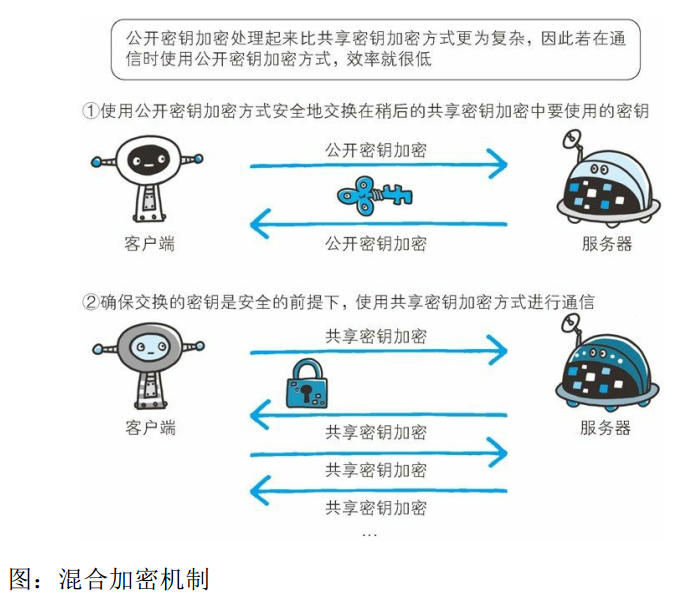 公开密钥加密处理起来比共享密钥加密方式更为复杂，因此若在通
信时使用公开密钥加密方式，效率就很低
①使用公开密钥加密方式安全地交换在稍后的共享密钥加密中要使用的密钥
公开密钥加密
公开密钥加密
客户端
服务器
②确保交换的密钥是安全的前提下，使用共享密钥加密方式进行通信
共享密钥加密
共享密钥加密
客户端
服务器
共享密钥加密
共享密钥加密
…
图：混合加密机制